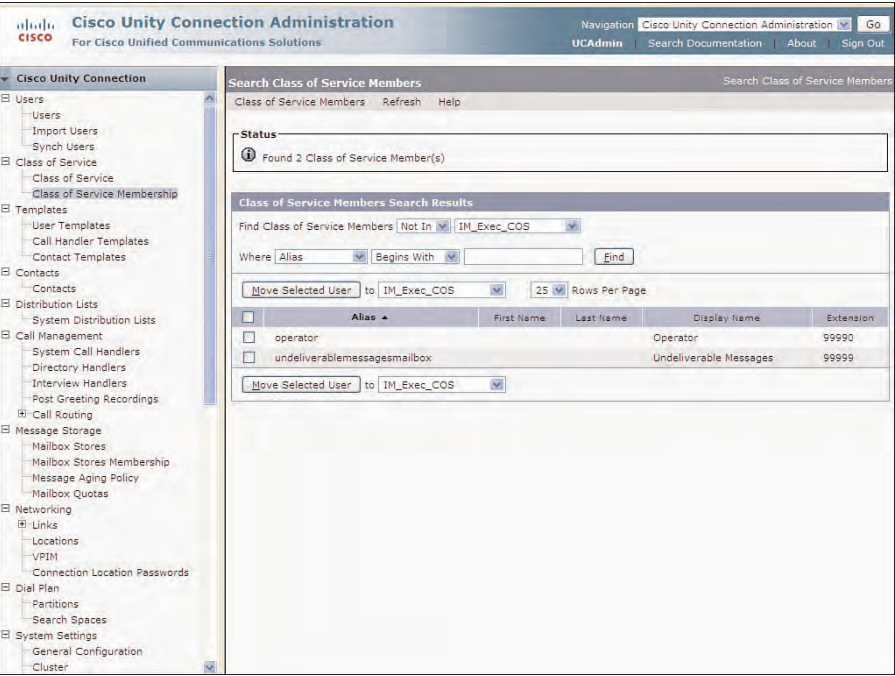 Cisco Unity Connection Administration
For Cisco Unified Communications Solutions
CISCO
Navigation Cisco Unity Connection Administration Go
UCAdmin Search Documentation About Sign Out
Cisco Unity Connection
Users
Users
Import Users
Synch Users
Class of Service
Class of Service
Class of Service Membership
Templates
User Templates
Call Handler Templates
Contact Templates
Contacts
Contacts
Distribution Lists
System Distribution Lists
Call Management
System Call Handlers
Directory Handlers
Interview Handlers
Post Greeting Recordings
Call Routing
Message Storage
Mailbox Stores
Mailbox Stores Membership
Message Aging Policy
Mailbox Quotas
Networking
Links
Locations
VPIM
Connection Location Passwords
Dial Plan
Partitions
Search Spaces
System Settings
General Configuration
Cluster
Search Class of Service Members Search Class of Service Members
Class of Service Members Refresh Help
Status
Found 2 Class of Service Member(s)
Class of Service Members Search Results
Find Class of Service Members Not In IM_Exec_COS
Where Alias Begins With Find
Move Selected User to IM_Exec_COS 25 Rows Per Page
Alias First Name Last Name Display Name Extension
operator Operator 99990
undeliverablemessagesmailbox Undeliverable Messages 99999
Move Selected User to IM_Exec_COS